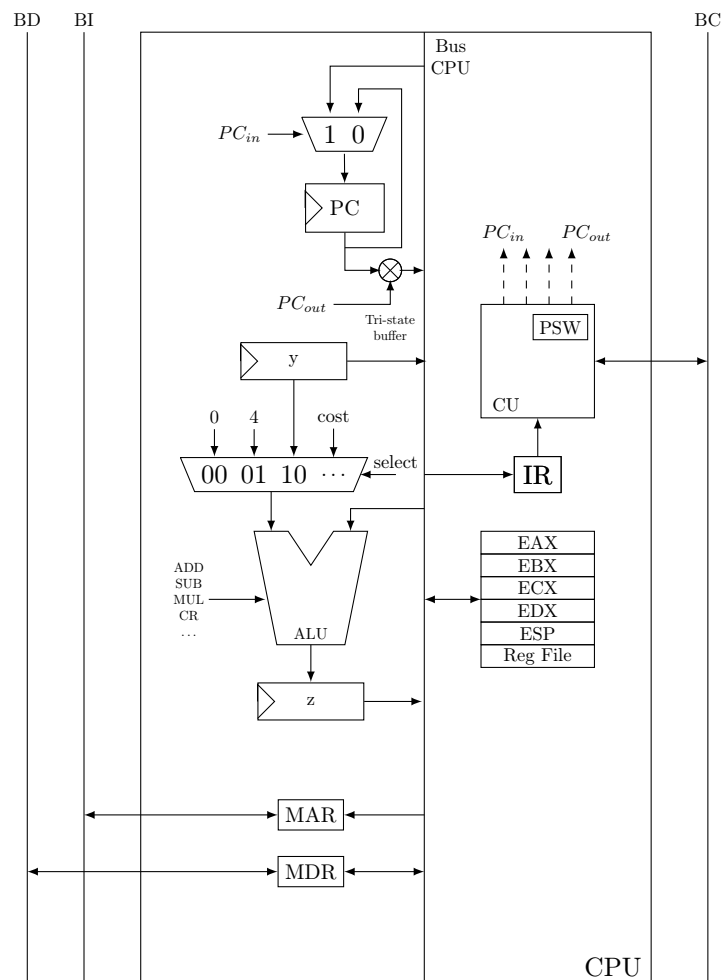 BD
BI
BC
Bus
CPU
PC_in
1 0
PC
PC_in
PC_out
PC_out
Tri-state
buffer
PSW
CU
y
0
4
cost
select
00 01 10 ···
IR
ADD
SUB
MUL
CR
...
ALU
EAX
EBX
ECX
EDX
ESP
Reg File
z
MAR
MDR
CPU